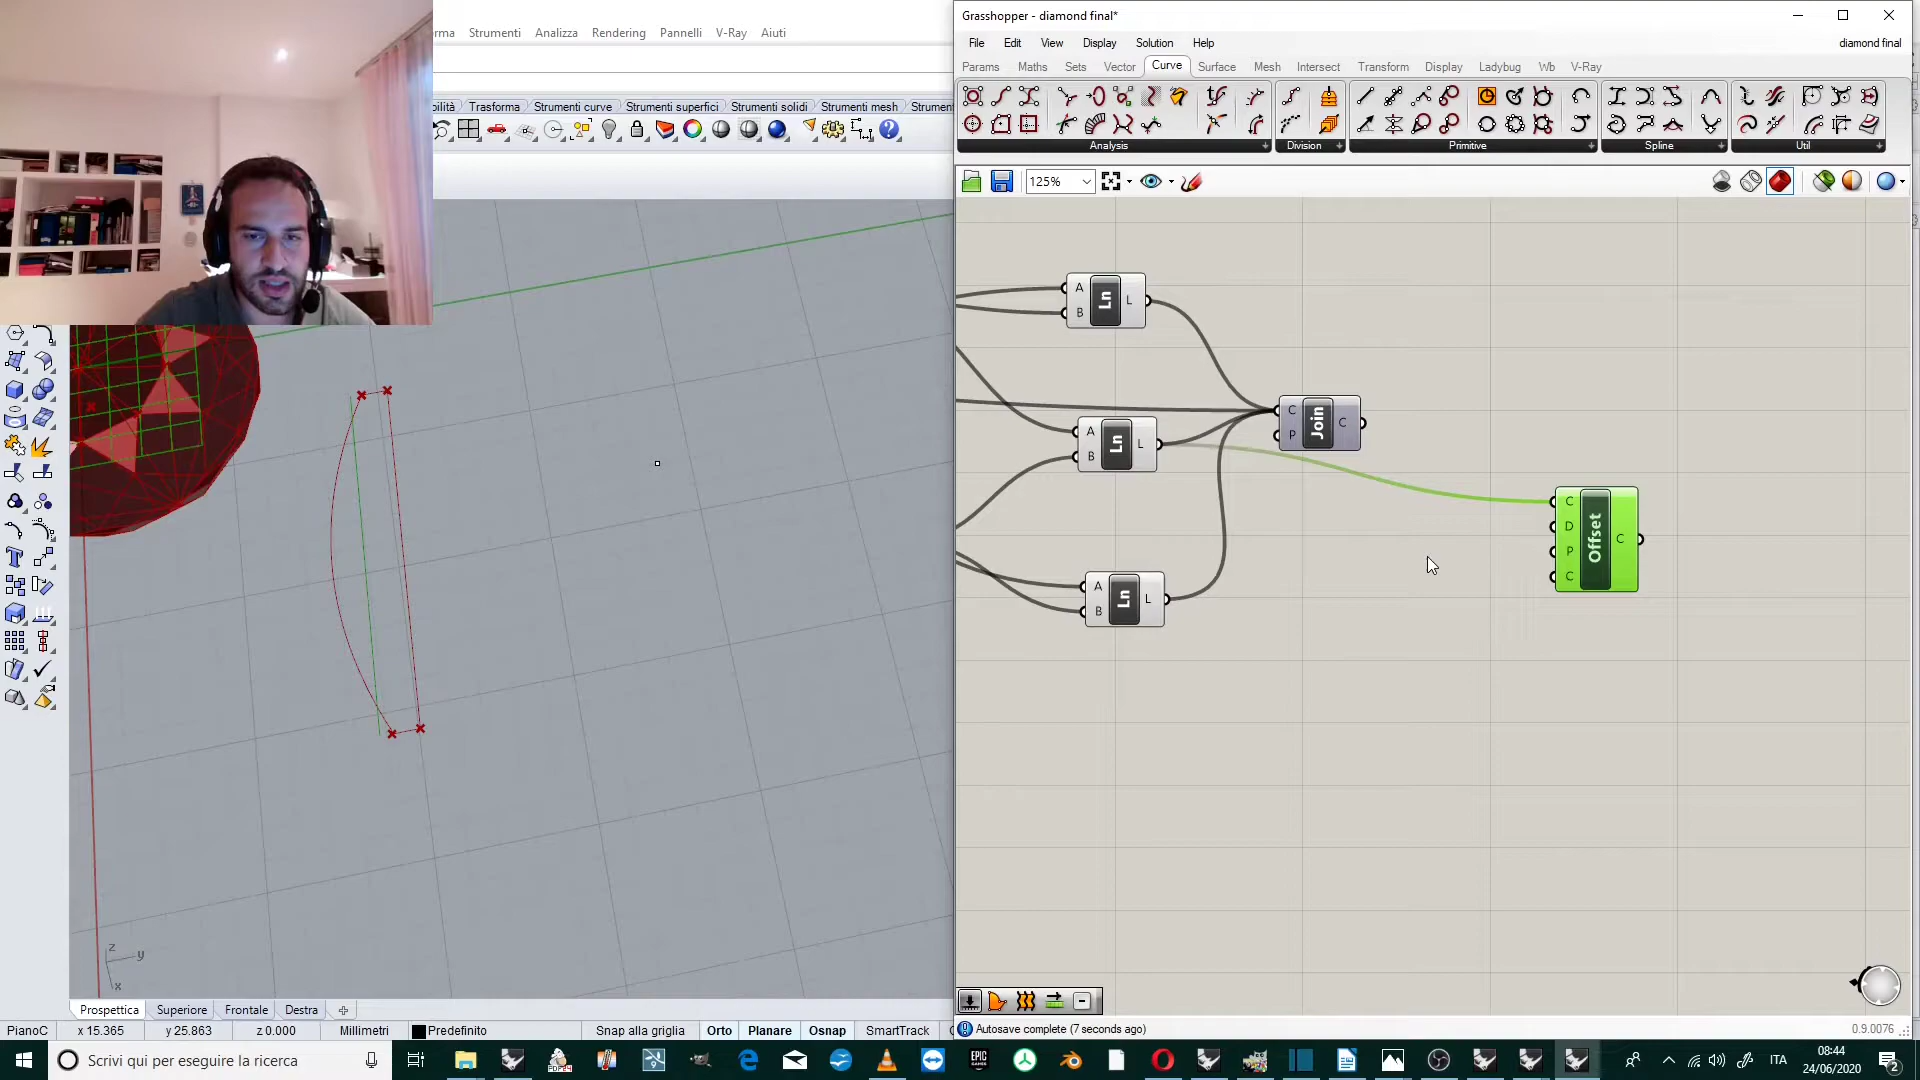 rma Strumenti Analizza Rendering Pannelli V-Ray Aiuti
bilità Trasforma Strumenti curve Strumenti superfici Strumenti solidi Strumenti mesh Strumen
Grasshopper - diamond final*
File Edit View Display Solution Help
diamond final
Params Maths Sets Vector Curve Surface Mesh Intersect Transform Display Ladybug Wb V-Ray
Analysis Division Primitive Spline Util
125%
A B Ln L
A B Ln L
A B Ln L
C P Join C
C D P C Offset C
z
y
x
Prospettica Superiore Frontale Destra
PianoC x 15.365 y 25.863 z 0.000 Millimetri Predefinito Snap alla griglia Orto Planare Osnap SmartTrack
Autosave complete (7 seconds ago)
0.9.0076
Scrivi qui per eseguire la ricerca
EPIC GAMES
ITA
08:44
24/06/2020
2